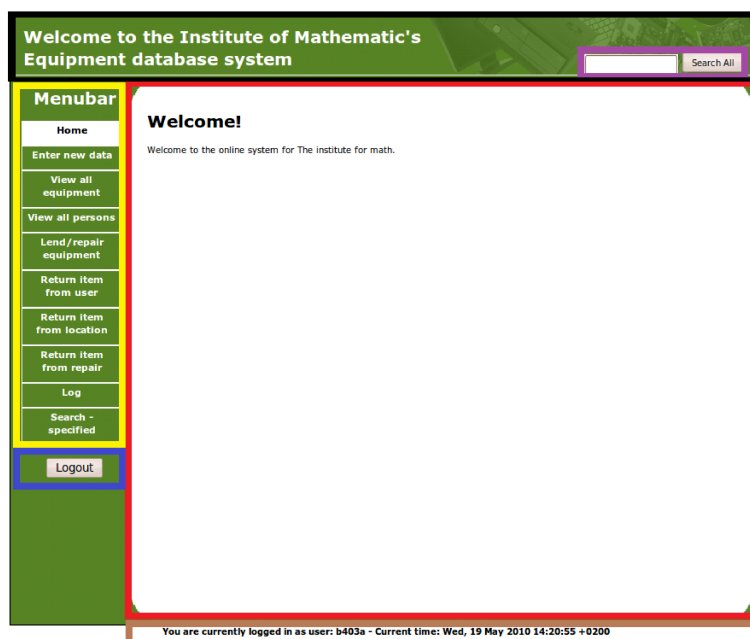 Welcome to the Institute of Mathematic's
Equipment database system
Search All
Menubar
Home
Enter new data
View all
equipment
View all persons
Lend/repair
equipment
Return item
from user
Return item
from location
Return item
from repair
Log
Search -
specified
Logout
Welcome!
Welcome to the online system for The institute for math.
You are currently logged in as user: b403a - Current time: Wed, 19 May 2010 14:20:55 +0200